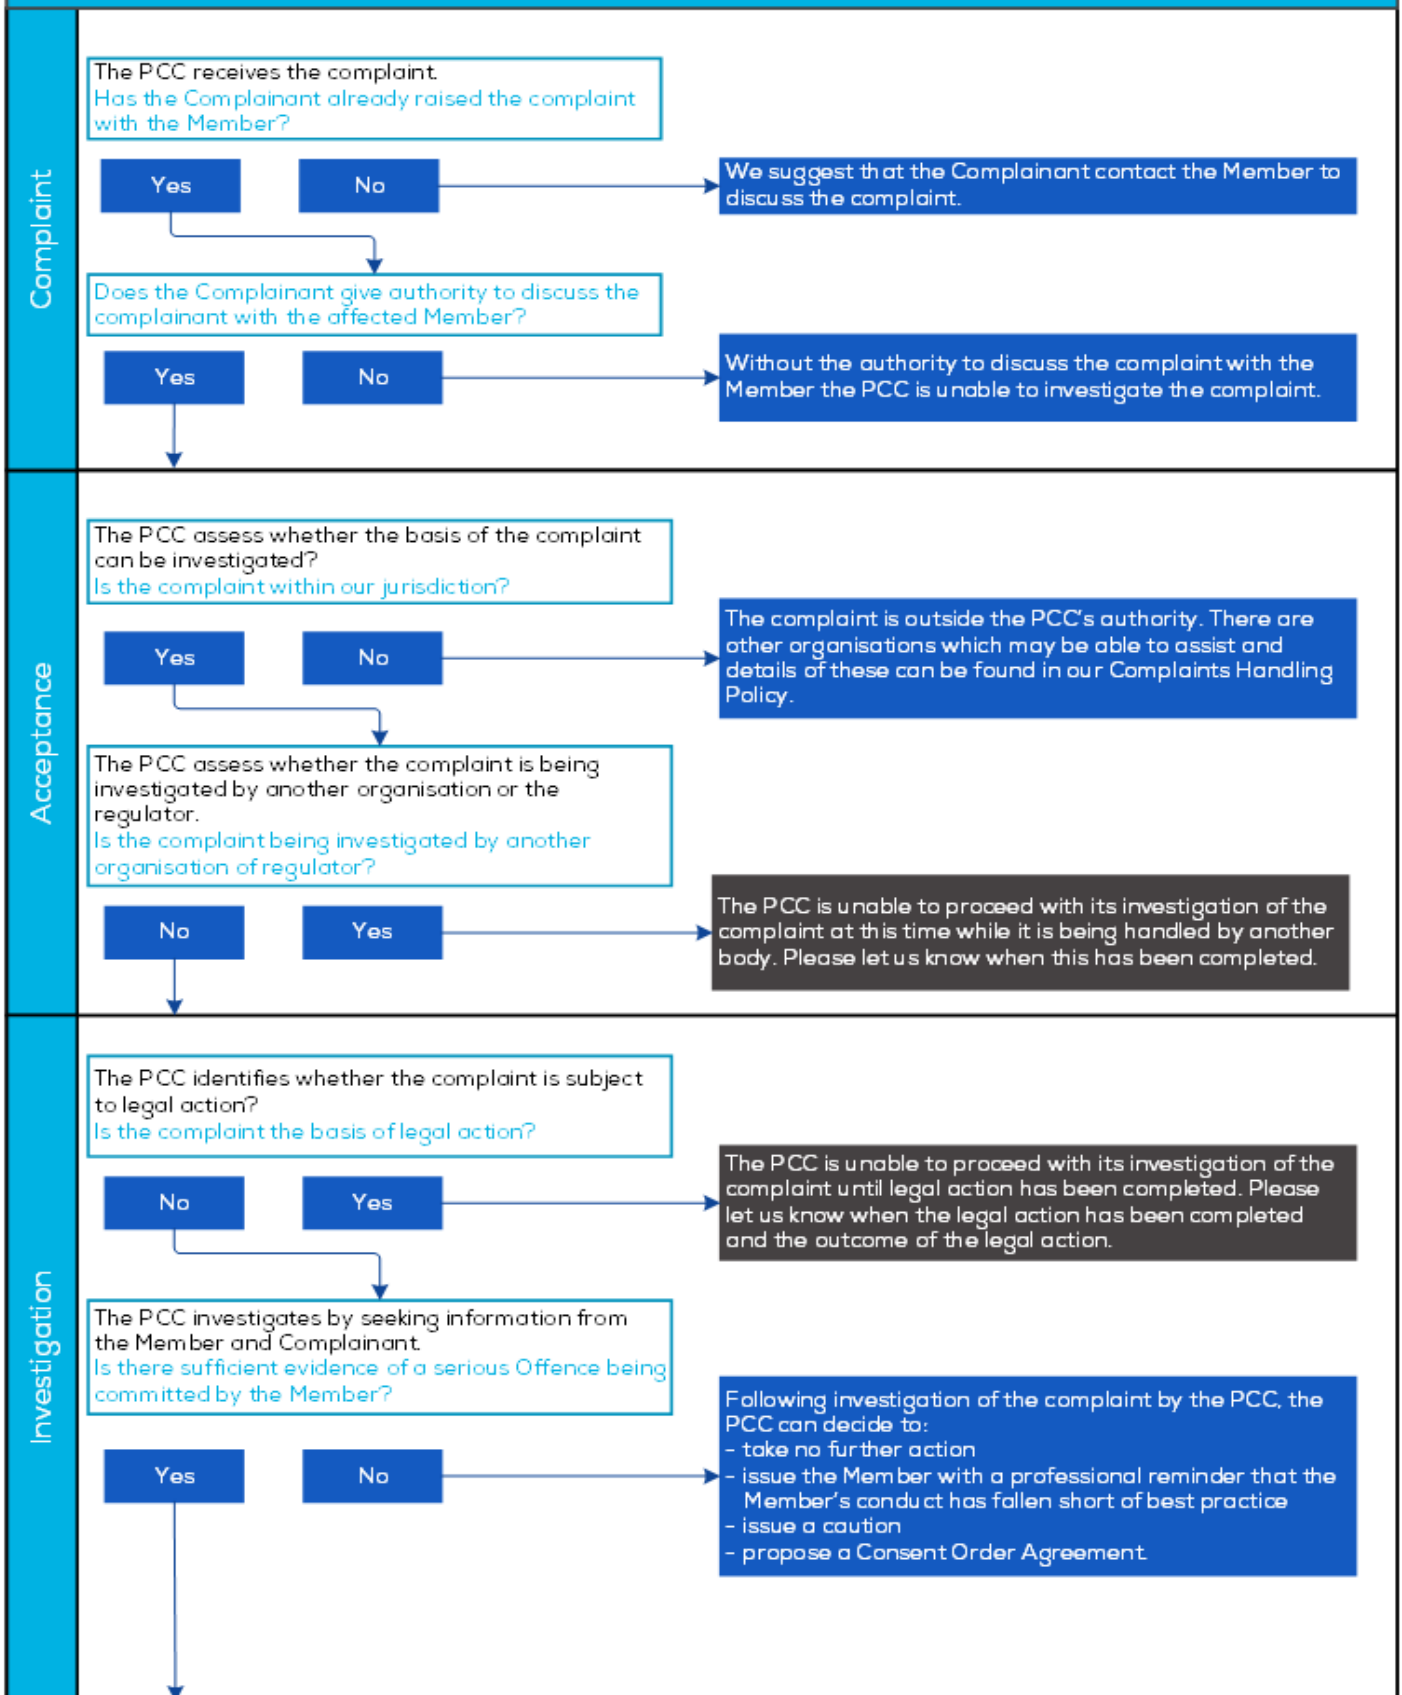 Complaint
The PCC receives the complaint.
Has the Complainant already raised the complaint
with the Member?
Yes
No
We suggest that the Complainant contact the Member to
discuss the complaint.
Does the Complainant give authority to discuss the
complainant with the affected Member?
Yes
No
Without the authority to discuss the complaint with the
Member the PCC is unable to investigate the complaint.
Acceptance
The PCC assess whether the basis of the complaint
can be investigated?
Is the complaint within our jurisdiction?
Yes
No
The complaint is outside the PCC's authority. There are
other organisations which may be able to assist and
details of these can be found in our Complaints Handling
Policy.
The PCC assess whether the complaint is being
investigated by another organisation or the
regulator.
Is the complaint being investigated by another
organisation of regulator?
No
Yes
The PCC is unable to proceed with its investigation of the
complaint at this time while it is being handled by another
body. Please let us know when this has been completed.
Investigation
The PCC identifies whether the complaint is subject
to legal action?
Is the complaint the basis of legal action?
No
Yes
The PCC is unable to proceed with its investigation of the
complaint until legal action has been completed. Please
let us know when the legal action has been completed
and the outcome of the legal action.
The PCC investigates by seeking information from
the Member and Complainant.
Is there sufficient evidence of a serious Offence being
committed by the Member?
Yes
No
Following investigation of the complaint by the PCC, the
PCC can decide to:
- take no further action
- issue the Member with a professional reminder that the
Member's conduct has fallen short of best practice
- issue a caution
- propose a Consent Order Agreement.